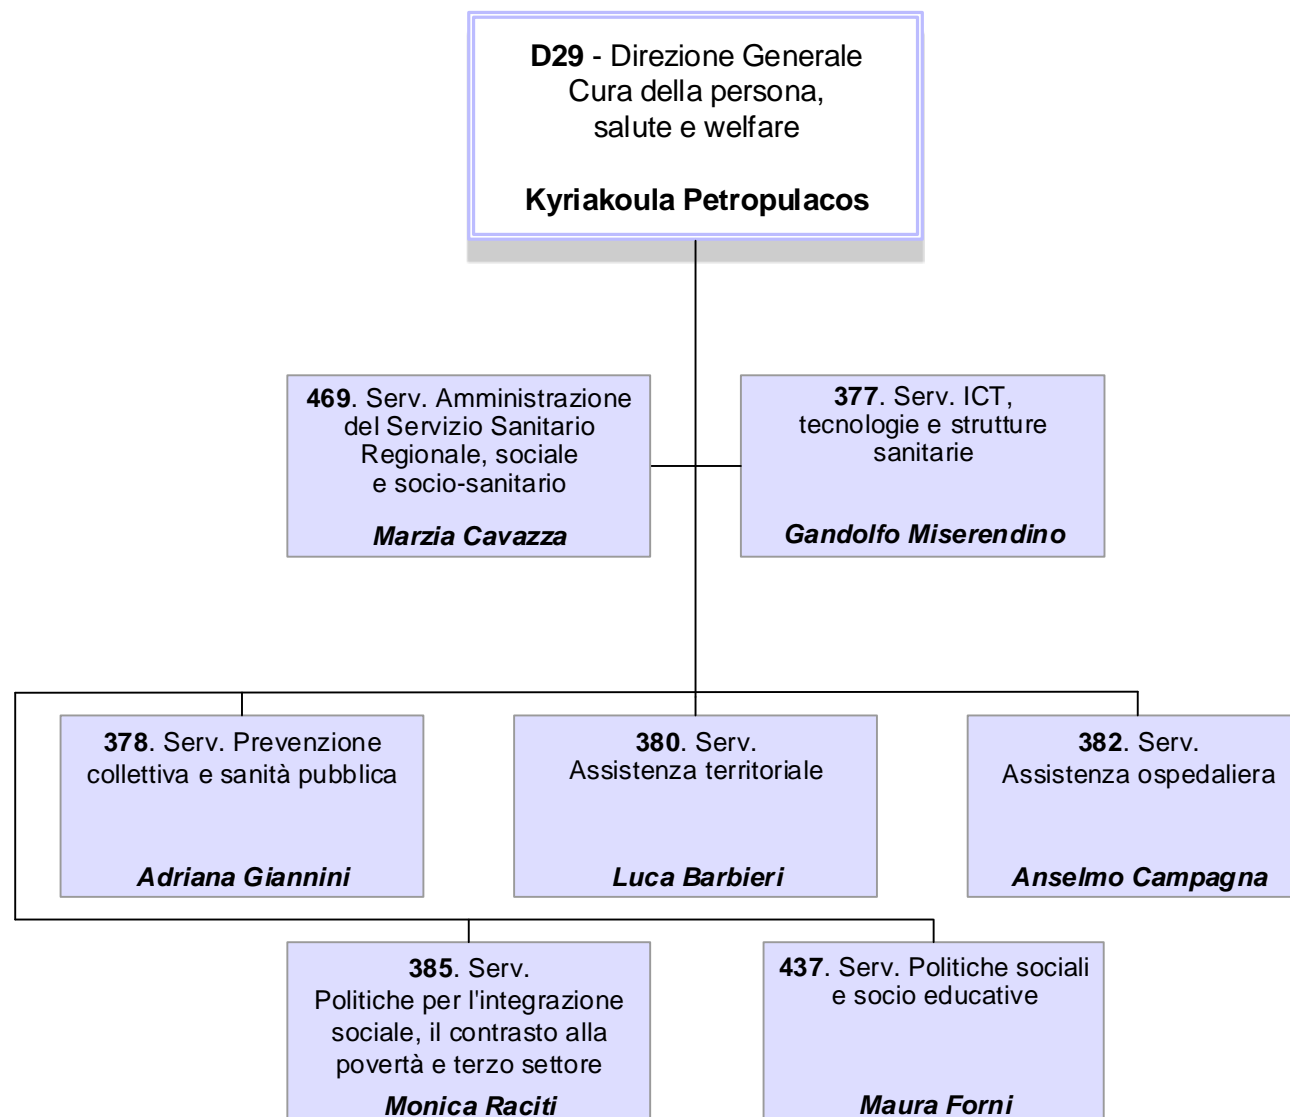 D29 - Direzione Generale
Cura della persona,
salute e welfare
Kyriakoula Petropulacos
469. Serv. Amministrazione
del Servizio Sanitario
Regionale, sociale
e socio-sanitario
Marzia Cavazza
377. Serv. ICT,
tecnologie e strutture
sanitarie
Gandolfo Miserendino
378. Serv. Prevenzione
collettiva e sanità pubblica
Adriana Giannini
380. Serv.
Assistenza territoriale
Luca Barbieri
382. Serv.
Assistenza ospedaliera
Anselmo Campagna
385. Serv.
Politiche per l'integrazione
sociale, il contrasto alla
povertà e terzo settore
Monica Raciti
437. Serv. Politiche sociali
e socio educative
Maura Forni